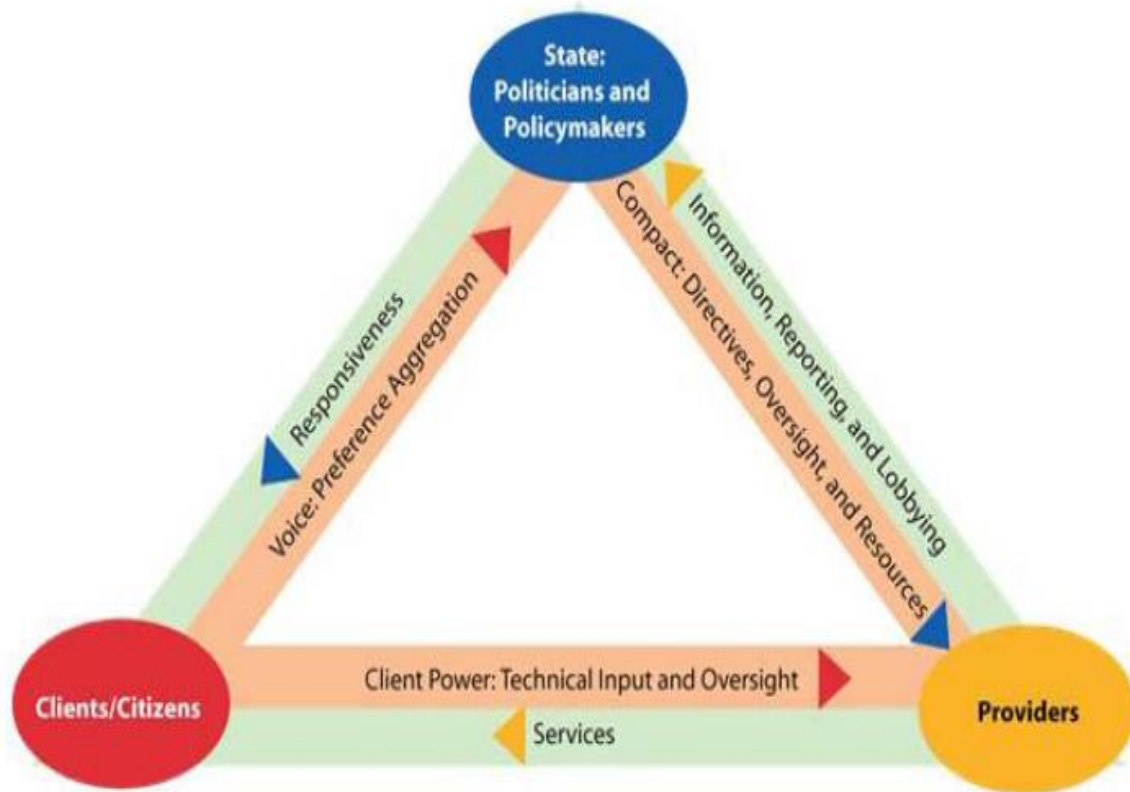 State:
Politicians and
Policymakers
Responsiveness
Voice: Preference Aggregation
Compact: Directives, Oversight, and Resources
Information, Reporting, and Lobbying
Client Power: Technical Input and Oversight
Clients/Citizens
Providers
Services